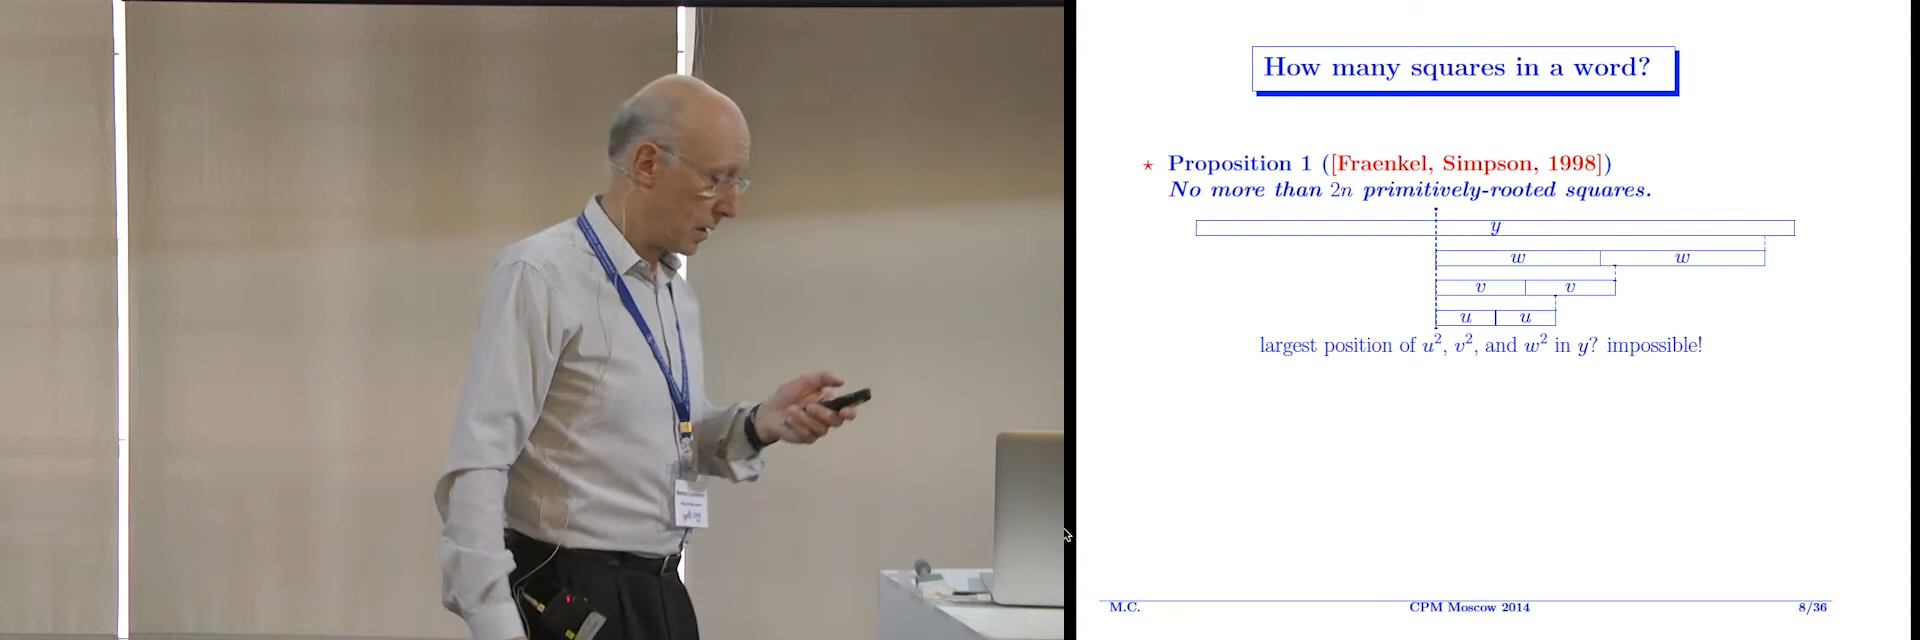 How many squares in a word?
⋆ Proposition 1 ([Fraenkel, Simpson, 1998])
No more than 2n primitively-rooted squares.
y
w w
v v
u u
largest position of u², v², and w² in y? impossible!
M.C. CPM Moscow 2014 8/36